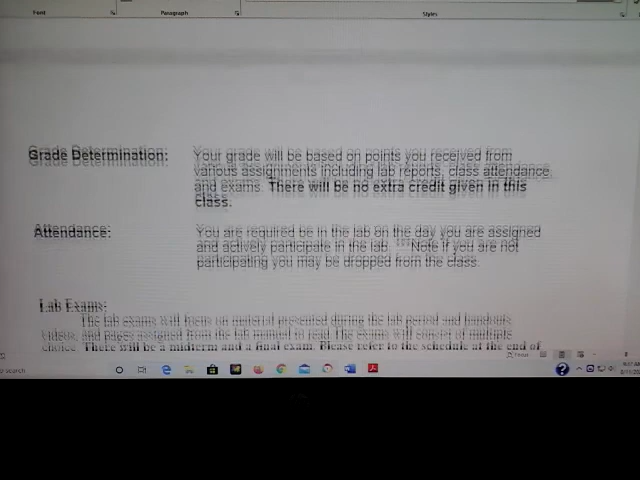 Font Paragraph Styles
Grade Determination: Your grade will be based on points you received from
various assignments including lab reports, class attendance,
and exams. There will be no extra credit given in this
class.
Attendance: You are required be in the lab on the day you are assigned
and actively participate in the lab. ***Note if you are not
participating you may be dropped from the class.
Lab Exams:
The lab exams will focus on material presented during the lab period and handouts,
videos, and pages assigned from the lab manual to read. The exams will consist of multiple
choice. There will be a midterm and a final exam. Please refer to the schedule at the end of
Focus
search